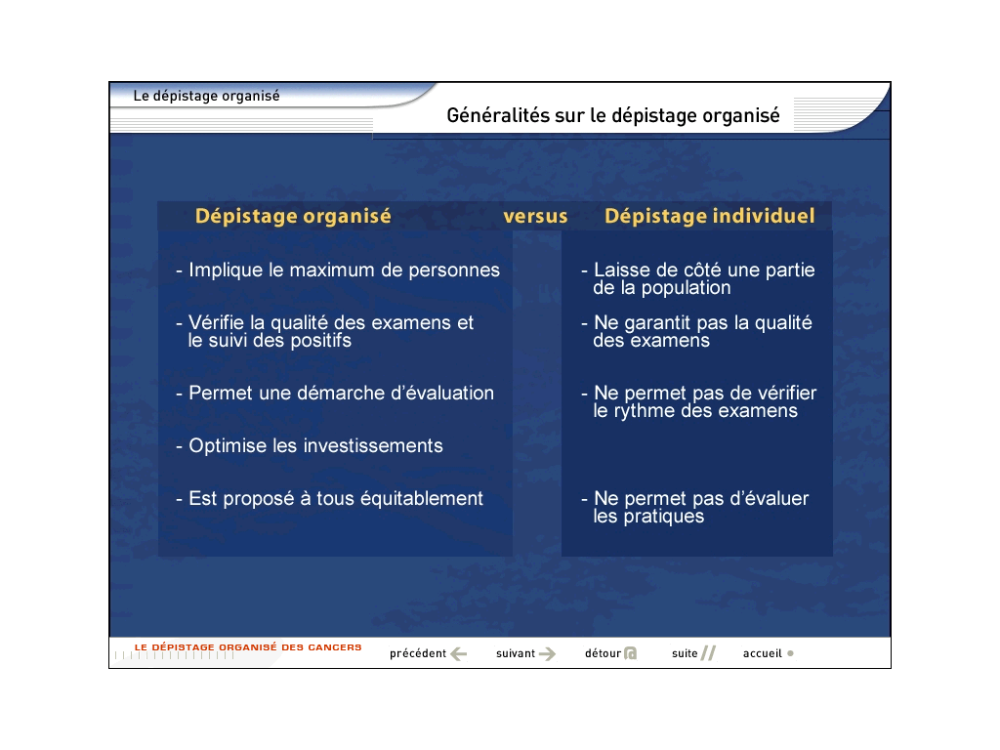 Le dépistage organisé
Généralités sur le dépistage organisé
Dépistage organisé versus Dépistage individuel
- Implique le maximum de personnes
- Vérifie la qualité des examens et
le suivi des positifs
- Permet une démarche d’évaluation
- Optimise les investissements
- Est proposé à tous équitablement
- Laisse de côté une partie
de la population
- Ne garantit pas la qualité
des examens
- Ne permet pas de vérifier
le rythme des examens
- Ne permet pas d’évaluer
les pratiques
LE DÉPISTAGE ORGANISÉ DES CANCERS
précédent suivant détour @ suite // accueil